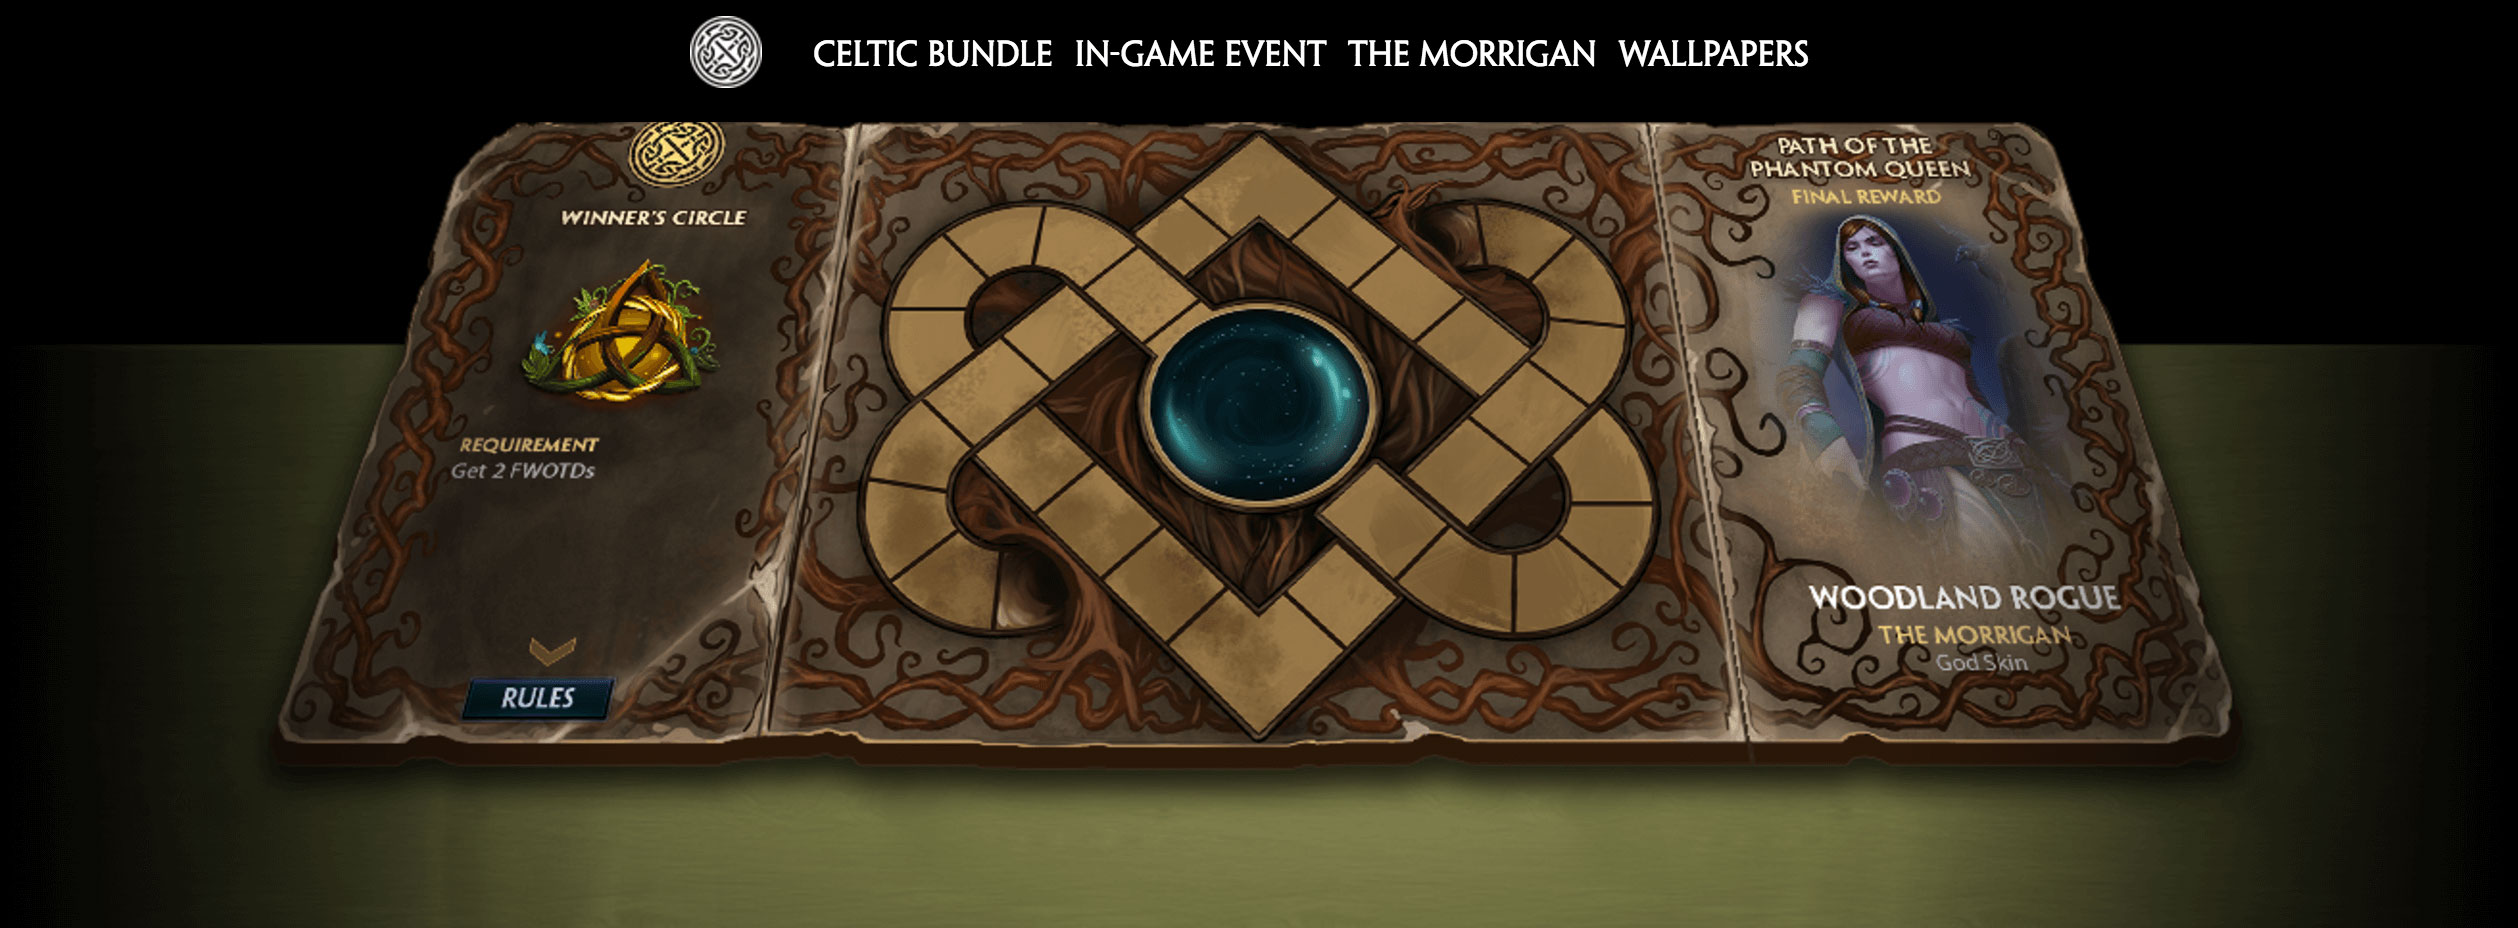 CELTIC BUNDLE IN-GAME EVENT THE MORRIGAN WALLPAPERS
WINNER'S CIRCLE
REQUIREMENT
Get 2 FWOTDs
RULES
PATH OF THE
PHANTOM QUEEN
FINAL REWARD
WOODLAND ROGUE
THE MORRIGAN
God Skin